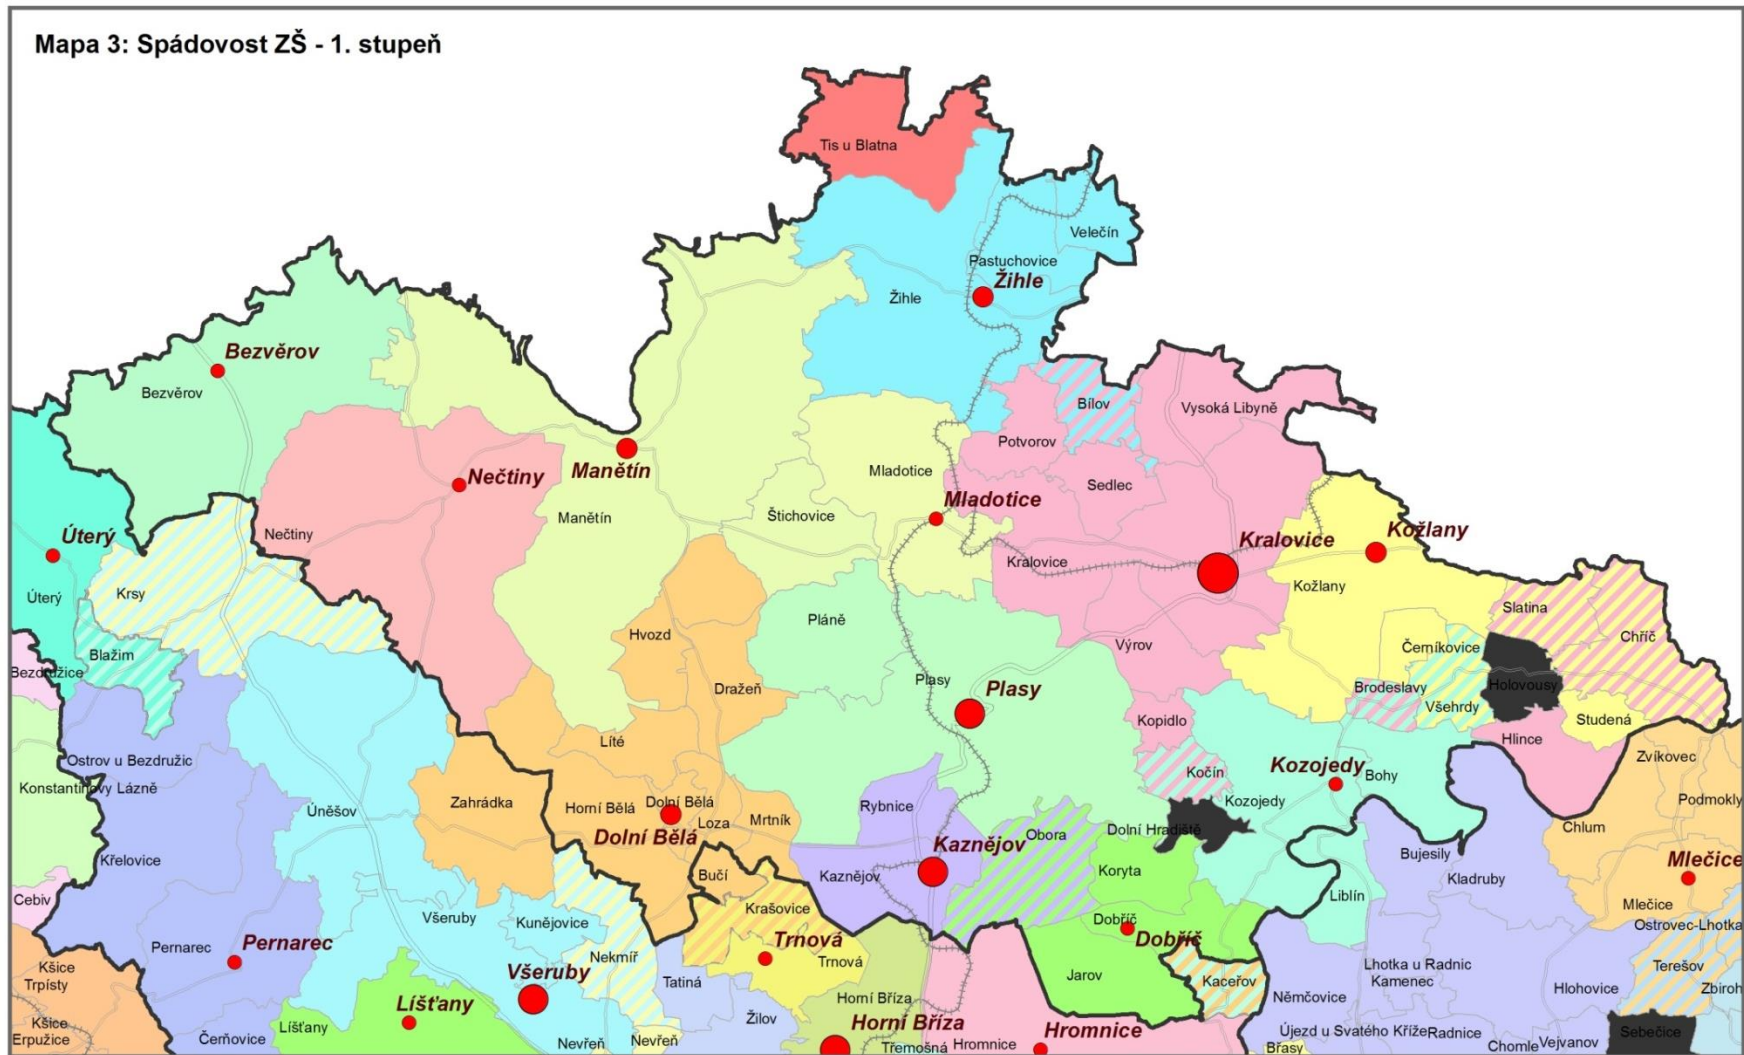 Mapa 3: Spádovost ZŠ - 1. stupeň
Tis u Blatna
Velečín
Pastuchovice
Žihle
Žihle
Bezvěrov
Bezvěrov
Bílov
Vysoká Libyně
Potvorov
Manětín
Nečtiny
Mladotice
Sedlec
Mladotice
Štichovice
Manětín
Nečtiny
Úterý
Kralovice
Kožlany
Kralovice
Kožlany
Úterý
Krsy
Slatina
Pláně
Hvozd
Chříč
Výrov
Černíkovice
Blažim
Bezdružice
Plasy
Plasy
Dražeň
Brodeslavy
Holovousy
Všehrdy
Kopidlo
Studená
Líté
Hlince
Ostrov u Bezdružic
Zvíkovec
Kočín
Kozojedy
Bohy
Konstantinovy Lázně
Úněšov
Zahrádka
Horní Bělá
Dolní Bělá
Rybnice
Kozojedy
Podmokly
Loza
Mrtník
Dolní Bělá
Obora
Dolní Hradiště
Chlum
Kaznějov
Bujesily
Mlečice
Křelovice
Bučí
Kaznějov
Koryta
Kladruby
Cebiv
Liblín
Mlečice
Všeruby
Kunějovice
Krašovice
Dobříč
Dobříč
Ostrovec-Lhotka
Pernarec
Pernarec
Trnová
Trnová
Nekmíř
Kšice
Trpísty
Všeruby
Tatiná
Jarov
Kaceřov
Lhotka u Radnic
Kamenec
Terešov
Zbiroh
Líšťany
Horní Bříza
Němčovice
Hlohovice
Kšice
Erpužice
Líšťany
Žilov
Horní Bříza
Hromnice
Újezd u Svatého Kříže
Radnice
Sebečice
Čerňovice
Nevřeň
Nevřeň
Třemošná
Hromnice
Břasy
Chomle
Vejvanov